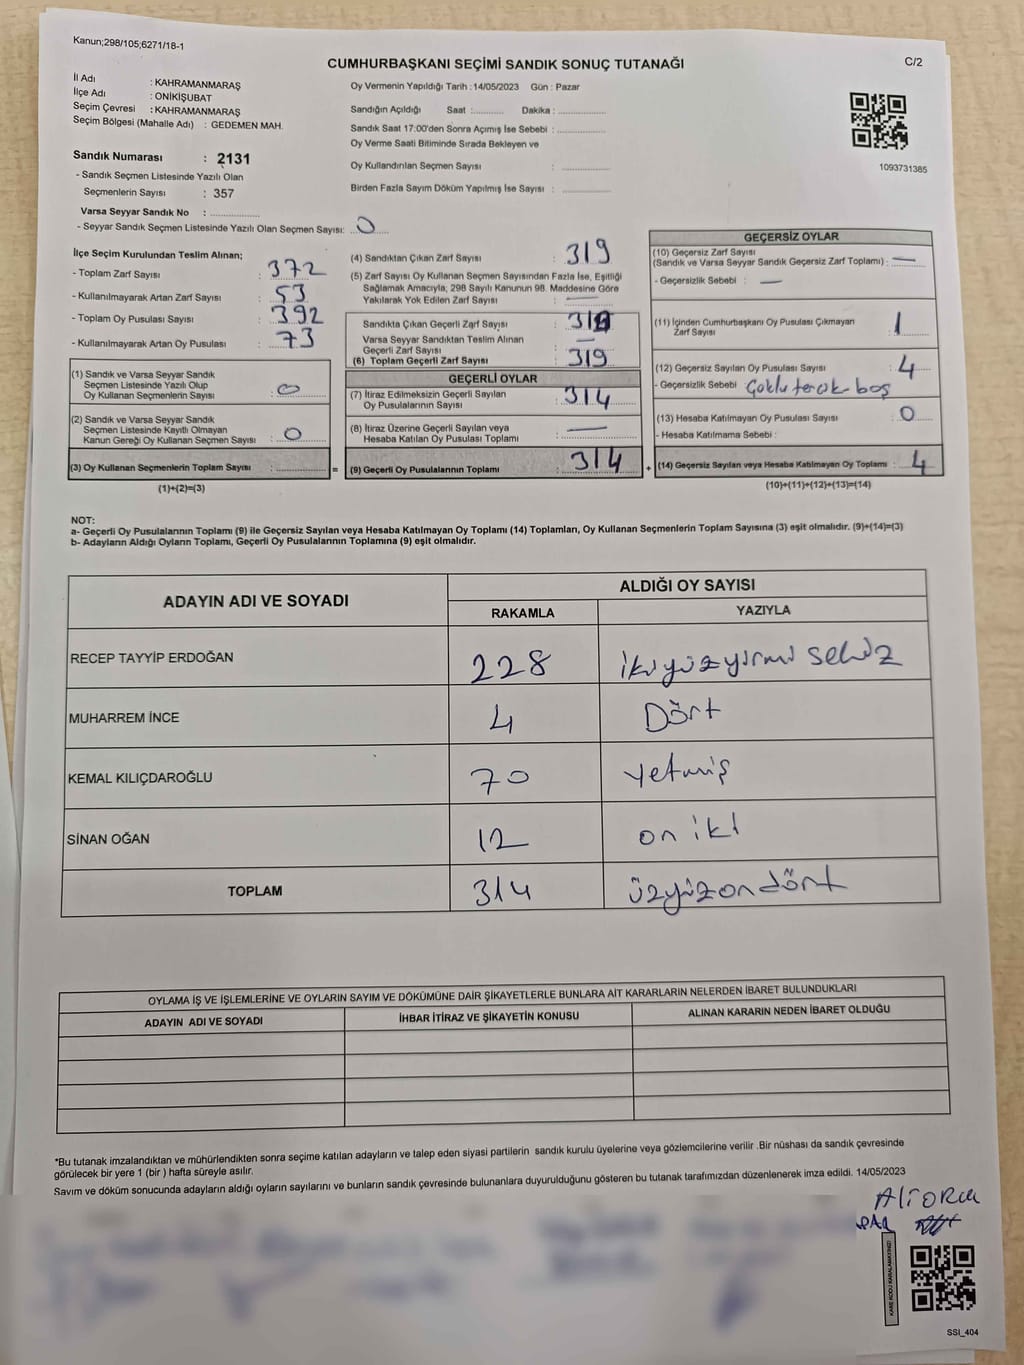 Kanun;298/105;6271/18-1
CUMHURBAŞKANI SEÇİMİ SANDIK SONUÇ TUTANAĞI
C/2
İl Adı : KAHRAMANMARAŞ
İlçe Adı : ONİKİŞUBAT
Seçim Çevresi : KAHRAMANMARAŞ
Seçim Bölgesi (Mahalle Adı) : GEDEMEN MAH.
Sandık Numarası : 2131
- Sandık Seçmen Listesinde Yazılı Olan
Seçmenlerin Sayısı : 357
Varsa Seyyar Sandık No : ................
- Seyyar Sandık Seçmen Listesinde Yazılı Olan Seçmen Sayısı: 0
Oy Vermenin Yapıldığı Tarih : 14/05/2023 Gün : Pazar
Sandığın Açıldığı Saat :.......... Dakika : ................
Sandık Saat 17:00'den Sonra Açımış İse Sebebi : ................
Oy Verme Saati Bitiminde Sırada Bekleyen ve
Oy Kullandırılan Seçmen Sayısı : ................
Birden Fazla Sayım Döküm Yapılmış İse Sayısı : ................
1093731385
İlçe Seçim Kurulundan Teslim Alınan;
- Toplam Zarf Sayısı : 372
- Kullanılmayarak Artan Zarf Sayısı : 53
- Toplam Oy Pusulası Sayısı : 392
- Kullanılmayarak Artan Oy Pusulası : 73
(1) Sandık ve Varsa Seyyar Sandık
Seçmen Listesinde Yazılı Olup
Oy Kullanan Seçmenlerin Sayısı : 0
(2) Sandık ve Varsa Seyyar Sandık
Seçmen Listesinde Kayıtlı Olmayan
Kanun Gereği Oy Kullanan Seçmen Sayısı : 0
(3) Oy Kullanan Seçmenlerin Toplam Sayısı : ................ =
(1)+(2)=(3)
(4) Sandıktan Çıkan Zarf Sayısı : 319
(5) Zarf Sayısı Oy Kullanan Seçmen Sayısından Fazla İse, Eşitliği
Sağlamak Amacıyla, 298 Sayılı Kanunun 98. Maddesine Göre
Yakılarak Yok Edilen Zarf Sayısı : —
Sandıkta Çıkan Geçerli Zarf Sayısı : 319
Varsa Seyyar Sandıktan Teslim Alınan
Geçerli Zarf Sayısı : —
(6) Toplam Geçerli Zarf Sayısı : 319
GEÇERLİ OYLAR
(7) İtiraz Edilmeksizin Geçerli Sayılan
Oy Pusulalarının Sayısı : 314
(8) İtiraz Üzerine Geçerli Sayılan veya
Hesaba Katılan Oy Pusulası Toplamı : —
(9) Geçerli Oy Pusulalarının Toplamı : 314 +
GEÇERSİZ OYLAR
(10) Geçersiz Zarf Sayısı
(Sandık ve Varsa Seyyar Sandık Geçersiz Zarf Toplamı) : —
- Geçersizlik Sebebi : —
(11) İçinden Cumhurbaşkanı Oy Pusulası Çıkmayan
Zarf Sayısı : 1
(12) Geçersiz Sayılan Oy Pusulası Sayısı : 4
- Geçersizlik Sebebi boş
(13) Hesaba Katılmayan Oy Pusulası Sayısı : 0
- Hesaba Katılmama Sebebi :
(14) Geçersiz Sayılan veya Hesaba Katılmayan Oy Toplamı : 4
(10)+(11)+(12)+(13)=(14)
NOT:
a- Geçerli Oy Pusulalarının Toplamı (9) ile Geçersiz Sayılan veya Hesaba Katılmayan Oy Toplamı (14) Toplamları, Oy Kullanan Seçmenlerin Toplam Sayısına (3) eşit olmalıdır. (9)+(14)=(3)
b- Adayların Aldığı Oyların Toplamı, Geçerli Oy Pusulalarının Toplamına (9) eşit olmalıdır.
ADAYIN ADI VE SOYADI ALDIĞI OY SAYISI
RAKAMLA YAZIYLA
RECEP TAYYİP ERDOĞAN 228 ikiyüzyirmi sekiz
MUHARREM İNCE 4 Dört
KEMAL KILIÇDAROĞLU 70 yetmiş
SİNAN OĞAN 12 on iki
TOPLAM 314 üzyüzondört
OYLAMA İŞ VE İŞLEMLERİNE VE OYLARIN SAYIM VE DÖKÜMÜNE DAİR ŞİKAYETLERLE BUNLARA AİT KARARLARIN NELERDEN İBARET BULUNDUKLARI
ADAYIN ADI VE SOYADI İHBAR İTİRAZ VE ŞİKAYETİN KONUSU ALINAN KARARIN NEDEN İBARET OLDUĞU
*Bu tutanak imzalandıktan ve mühürlendikten sonra seçime katılan adayların ve talep eden siyasi partilerin sandık kurulu üyelerine veya gözlemcilerine verilir .Bir nüshası da sandık çevresinde
görülecek bir yere 1 (bir ) hafta süreyle asılır.
Sayım ve döküm sonucunda adayların aldığı oyların sayılarını ve bunların sandık çevresinde bulunanlara duyurulduğunu gösteren bu tutanak tarafımızdan düzenlenerek imza edildi. 14/05/2023
KARE KODU KARALAMAYINIZ!
SSI_404